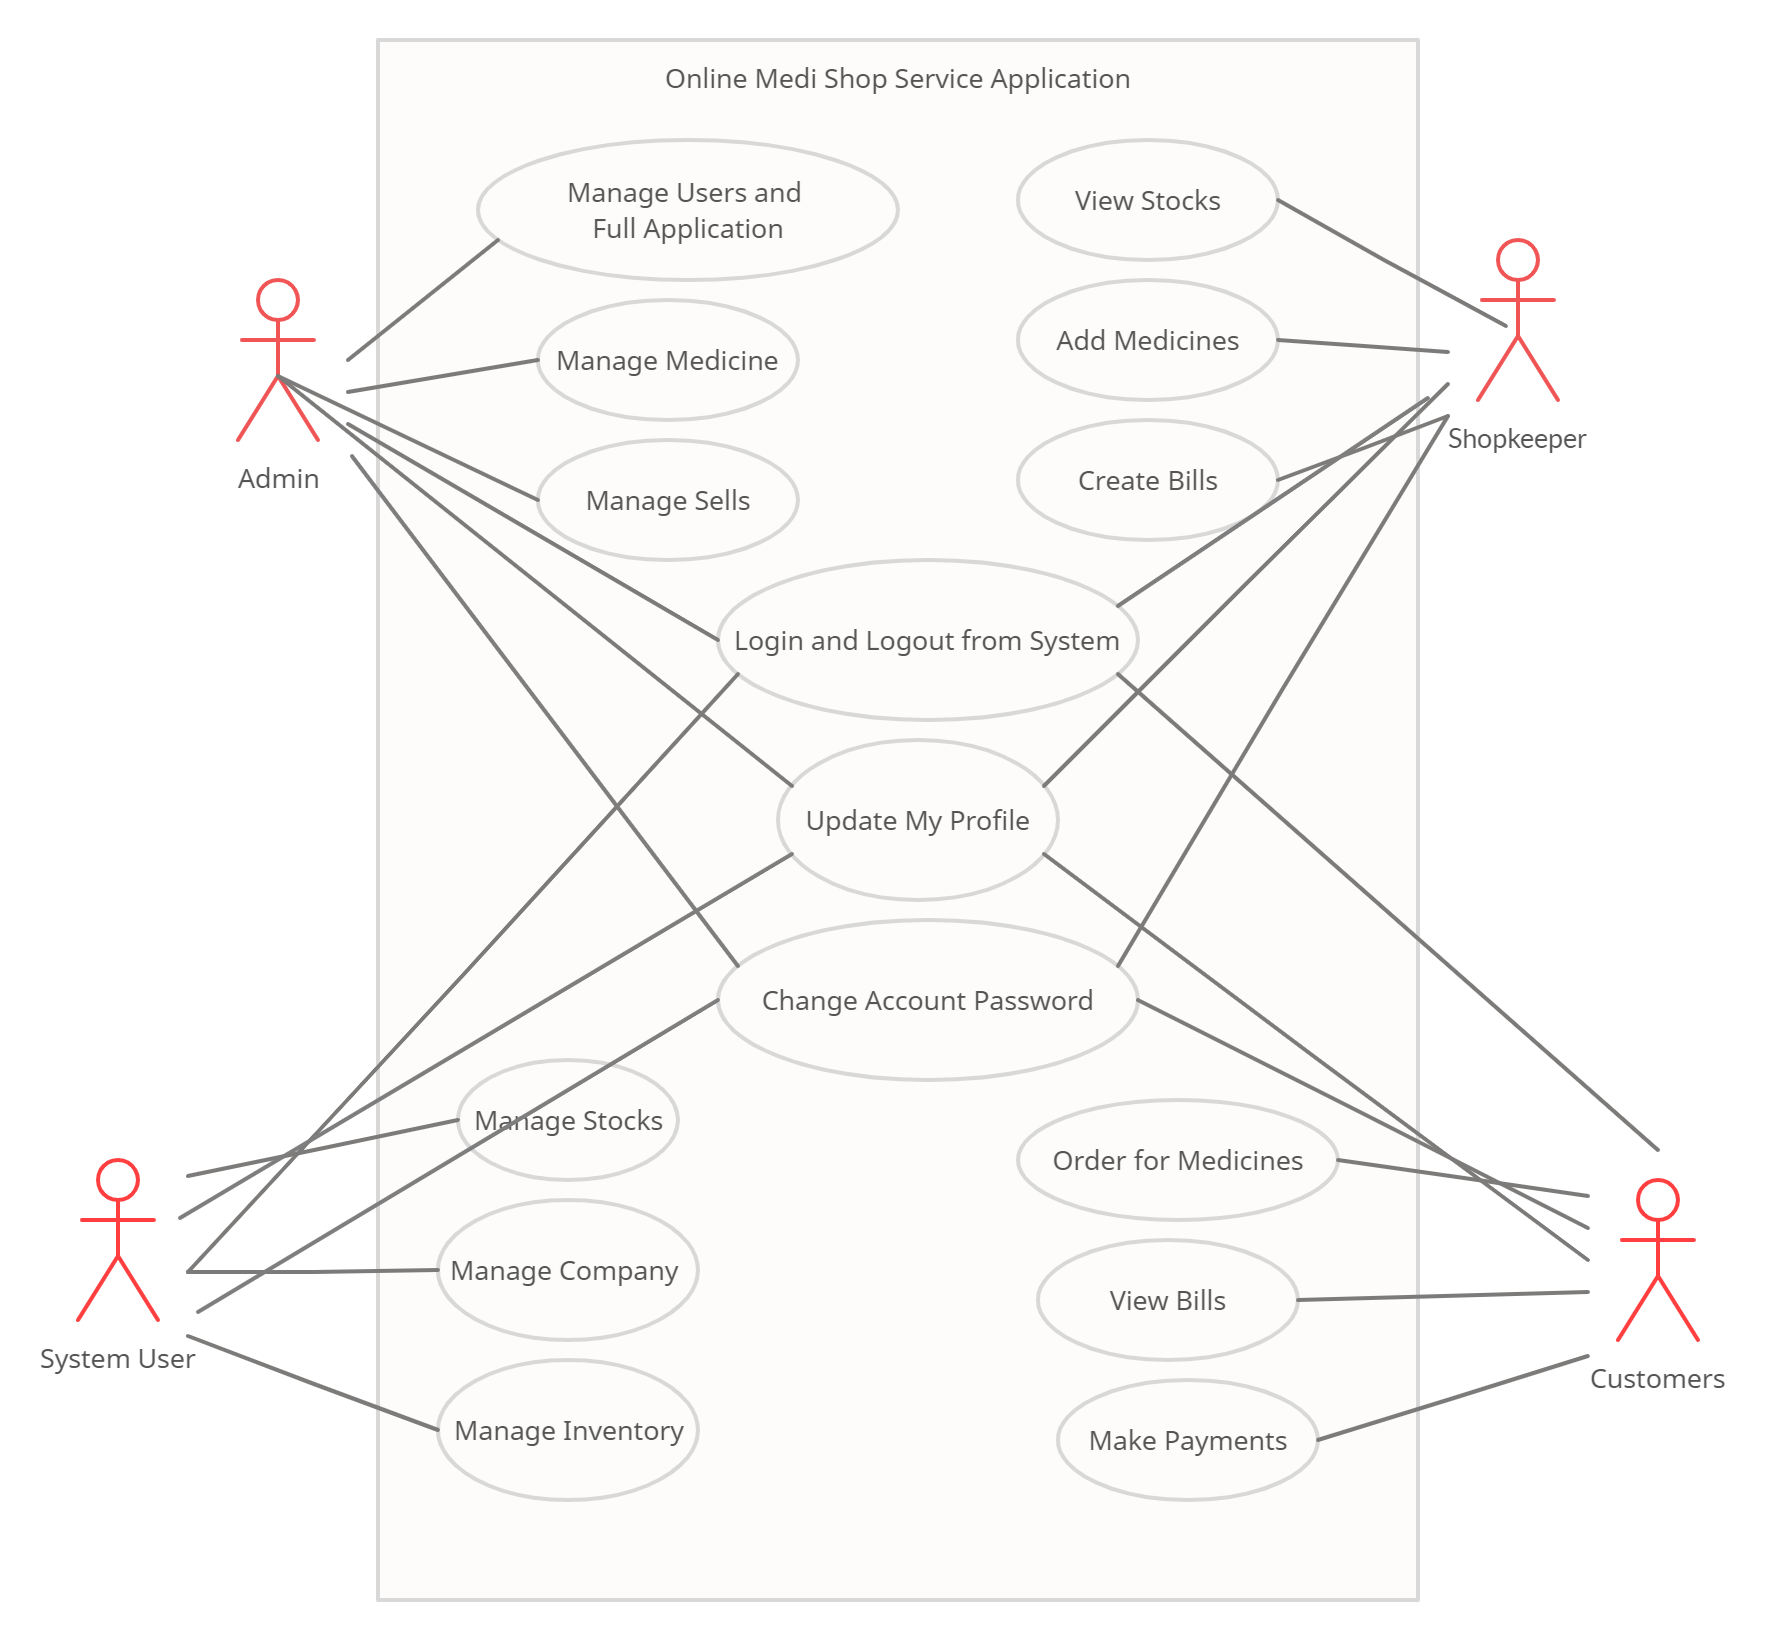 Online Medi Shop Service Application
Manage Users and
Full Application
View Stocks
Manage Medicine
Add Medicines
Shopkeeper
Admin
Manage Sells
Create Bills
Login and Logout from System
Update My Profile
Change Account Password
Manage Stocks
Order for Medicines
Manage Company
View Bills
System User
Customers
Manage Inventory
Make Payments